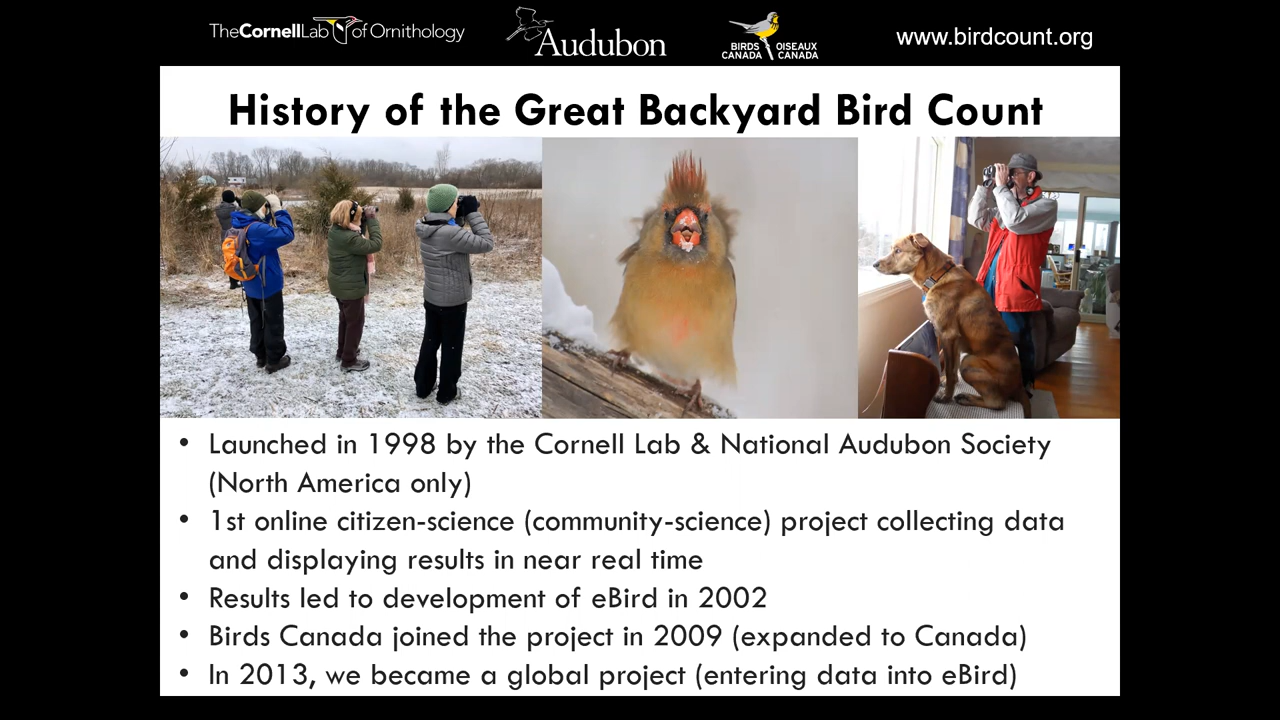 TheCornellLab of Ornithology
Audubon
BIRDS CANADA
OISEAUX CANADA
www.birdcount.org
History of the Great Backyard Bird Count
• Launched in 1998 by the Cornell Lab & National Audubon Society
(North America only)
• 1st online citizen-science (community-science) project collecting data
and displaying results in near real time
• Results led to development of eBird in 2002
• Birds Canada joined the project in 2009 (expanded to Canada)
• In 2013, we became a global project (entering data into eBird)